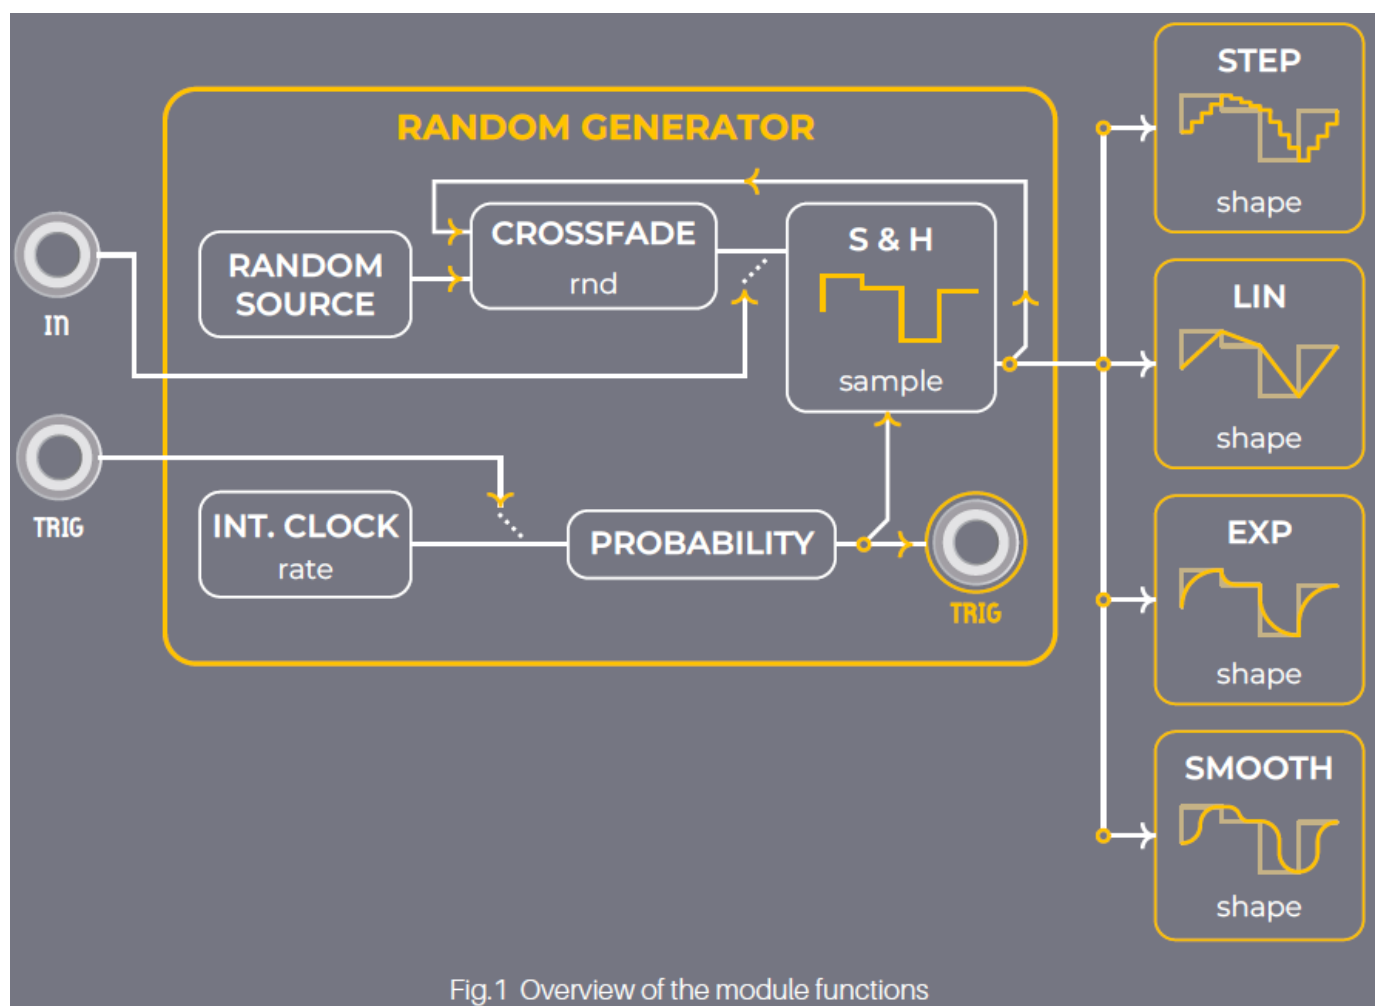 STEP
shape
RANDOM GENERATOR
CROSSFADE
rnd
S & H
sample
RANDOM
SOURCE
IN
LIN
shape
TRIG
INT. CLOCK
rate
PROBABILITY
TRIG
EXP
shape
SMOOTH
shape
Fig.1 Overview of the module functions